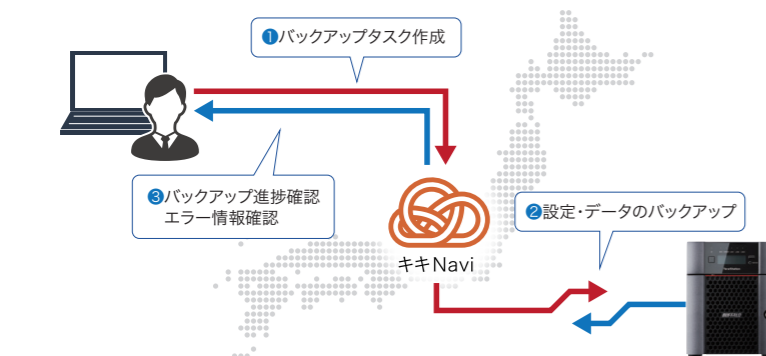 ❶バックアップタスク作成
❸バックアップ進捗確認
エラー情報確認
❷設定・データのバックアップ
キキNavi